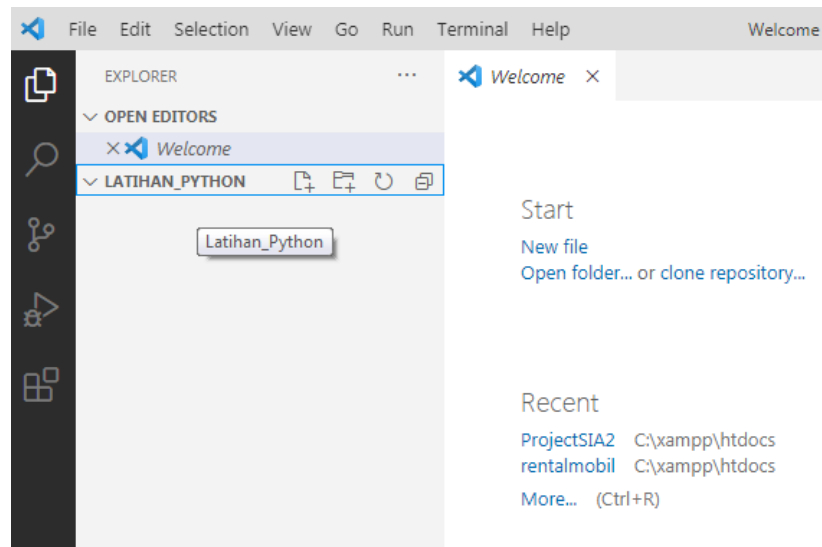 File Edit Selection View Go Run Terminal Help Welcome
EXPLORER ...
Welcome
OPEN EDITORS
Welcome
LATIHAN_PYTHON
Latihan_Python
Start
New file
Open folder... or clone repository...
Recent
ProjectSIA2 C:\xampp\htdocs
rentalmobil C:\xampp\htdocs
More... (Ctrl+R)